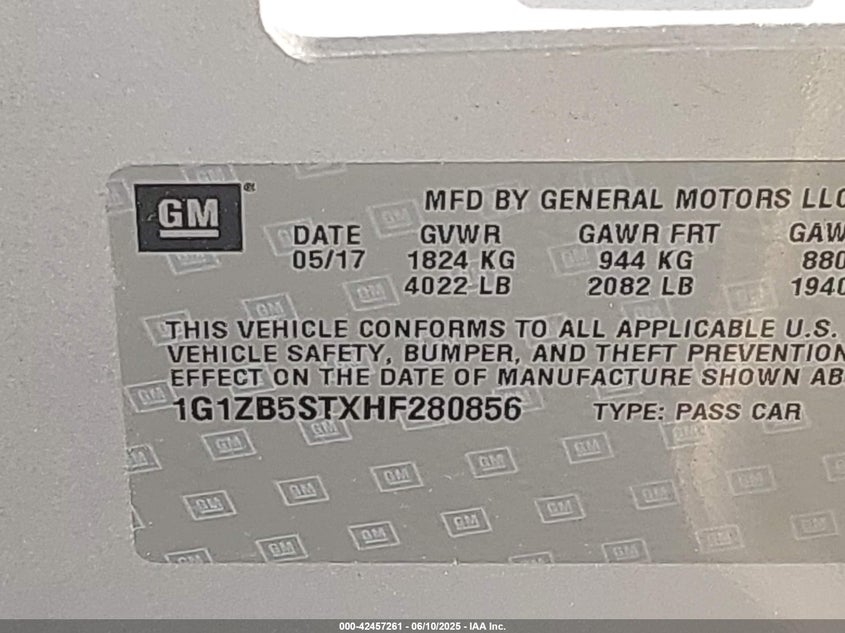 GM
MFD BY GENERAL MOTORS LLC
DATE GVWR GAWR FRT GAW
05/17 1824 KG 944 KG 880
4022 LB 2082 LB 1940
THIS VEHICLE CONFORMS TO ALL APPLICABLE U.S.
VEHICLE SAFETY, BUMPER, AND THEFT PREVENTION
EFFECT ON THE DATE OF MANUFACTURE SHOWN AB
1G1ZB5STXHF280856 TYPE: PASS CAR
000-42457261 - 06/10/2025 - IAA Inc.